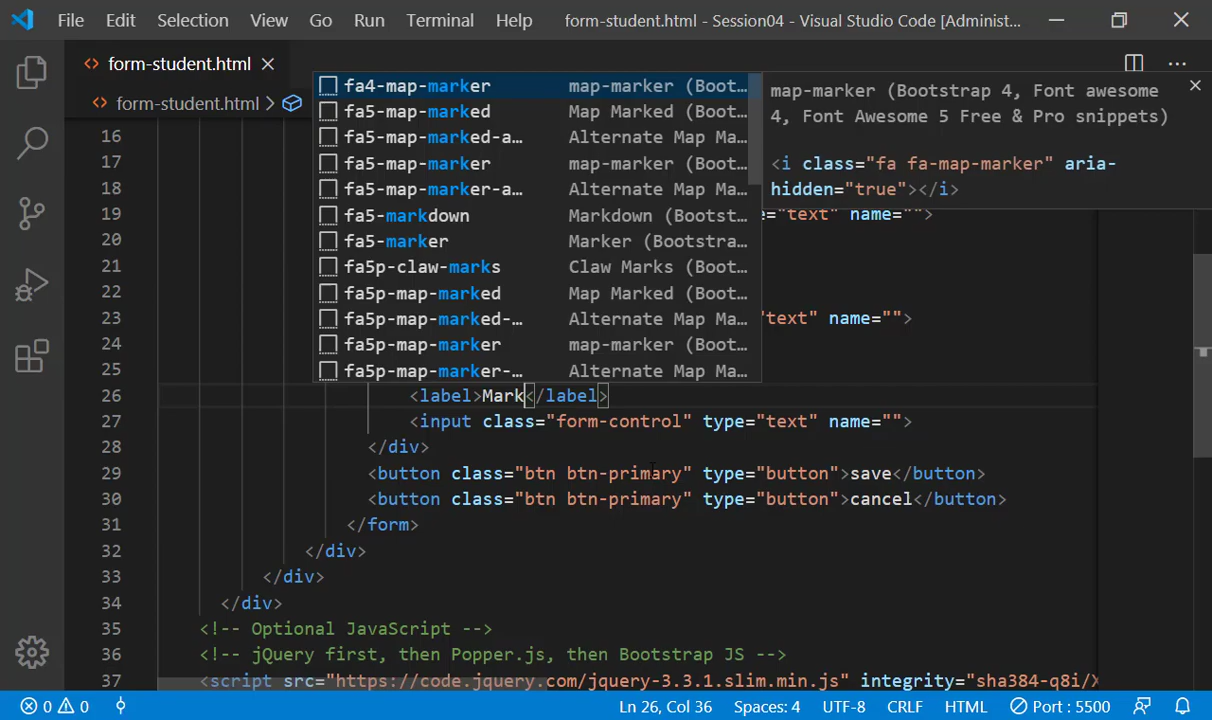 File Edit Selection View Go Run Terminal Help form-student.html - Session04 - Visual Studio Code [Administ...
form-student.html
form-student.html >
fa4-map-marker map-marker (Boot...
fa5-map-marked Map Marked (Boot...
fa5-map-marked-a... Alternate Map Ma...
fa5-map-marker map-marker (Boot...
fa5-map-marker-a... Alternate Map Ma...
fa5-markdown Markdown (Bootst...
fa5-marker Marker (Bootstra...
fa5p-claw-marks Claw Marks (Boot...
fa5p-map-marked Map Marked (Boot...
fa5p-map-marked-... Alternate Map Ma...
fa5p-map-marker map-marker (Boot...
fa5p-map-marker-... Alternate Map Ma...
map-marker (Bootstrap 4, Font awesome
4, Font Awesome 5 Free & Pro snippets)
<i class="fa fa-map-marker" aria-
hidden="true"></i>
16
17
18
19 ="text" name="">
20
21
22
23 "text" name="">
24
25
26 <label>Mark</label>
27 <input class="form-control" type="text" name="">
28 </div>
29 <button class="btn btn-primary" type="button">save</button>
30 <button class="btn btn-primary" type="button">cancel</button>
31 </form>
32 </div>
33 </div>
34 </div>
35 <!-- Optional JavaScript -->
36 <!-- jQuery first, then Popper.js, then Bootstrap JS -->
37 <script src="https://code.jquery.com/jquery-3.3.1.slim.min.js" integrity="sha384-q8i/X
0 0 Ln 26, Col 36 Spaces: 4 UTF-8 CRLF HTML Port : 5500